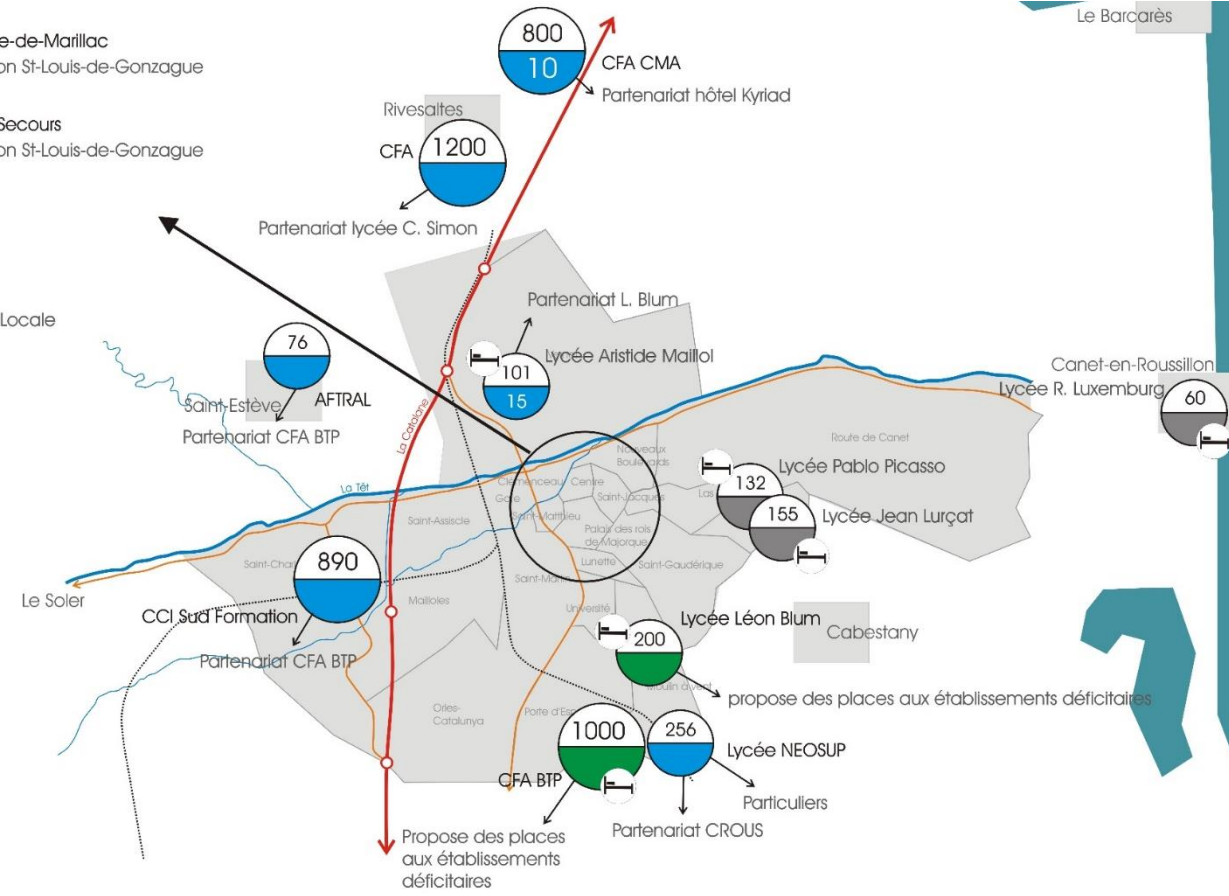 Le Barcarès
e-de-Marillac
on St-Louis-de-Gonzague
Secours
on St-Louis-de-Gonzague
800
10
CFA CMA
Partenariat hôtel Kyriad
Rivesaltes
CFA
1200
Partenariat lycée C. Simon
Locale
Partenariat L. Blum
Lycée Aristide Maillol
101
15
76
Saint-Estève
AFTRAL
Partenariat CFA BTP
La Catalane
Canet-en-Roussillon
Lycée R. Luxemburg
60
Route de Canet
Nouveaux
Boulevards
Clémenceau
Centre
Lycée Pablo Picasso
132
La Têt
Gare
Saint-Jacques
Las
Saint-Matthieu
155
Lycée Jean Lurçat
Saint-Assiscle
Palais des rois
de Majorque
Lunette
Saint-Gaudérique
Saint-Char
890
Saint-Martin
Le Soler
Mailloles
Université
CCI Sud Formation
Lycée Léon Blum
200
Cabestany
Partenariat CFA BTP
Moulin à vent
propose des places aux établissements déficitaires
Orles-
Catalunya
Porte d'Esp
1000
256
Lycée NEOSUP
CFA BTP
Particuliers
Partenariat CROUS
Propose des places
aux établissements
déficitaires